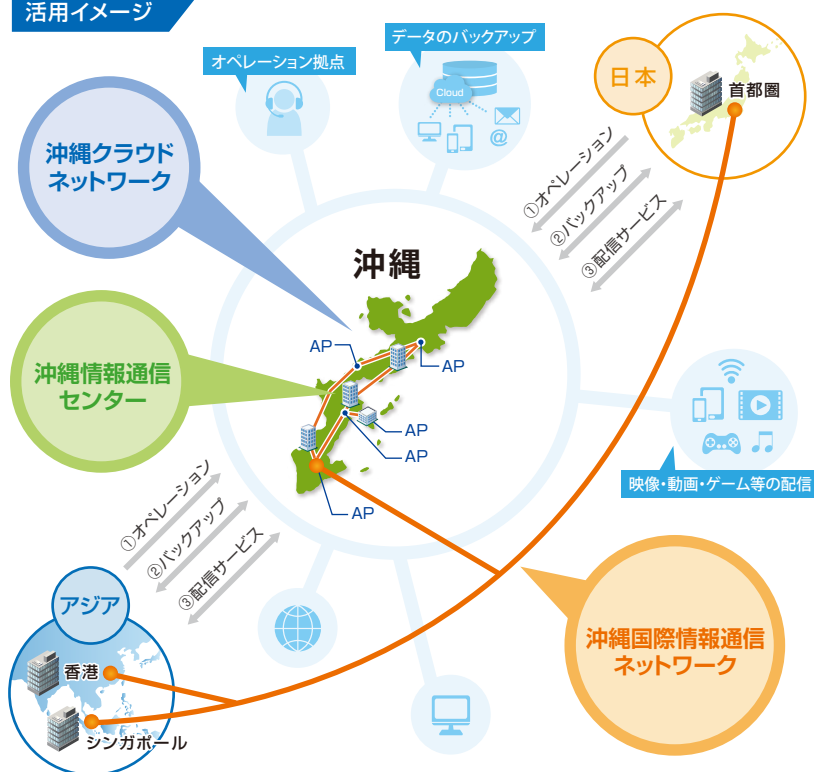 活用イメージ
オペレーション拠点
データのバックアップ
Cloud
@
日本
首都圏
沖縄クラウド
ネットワーク
①オペレーション
②バックアップ
③配信サービス
沖縄
AP
AP
沖縄情報通信
センター
AP
AP
AP
映像・動画・ゲーム等の配信
①オペレーション
②バックアップ
③配信サービス
アジア
香港
シンガポール
沖縄国際情報通信
ネットワーク